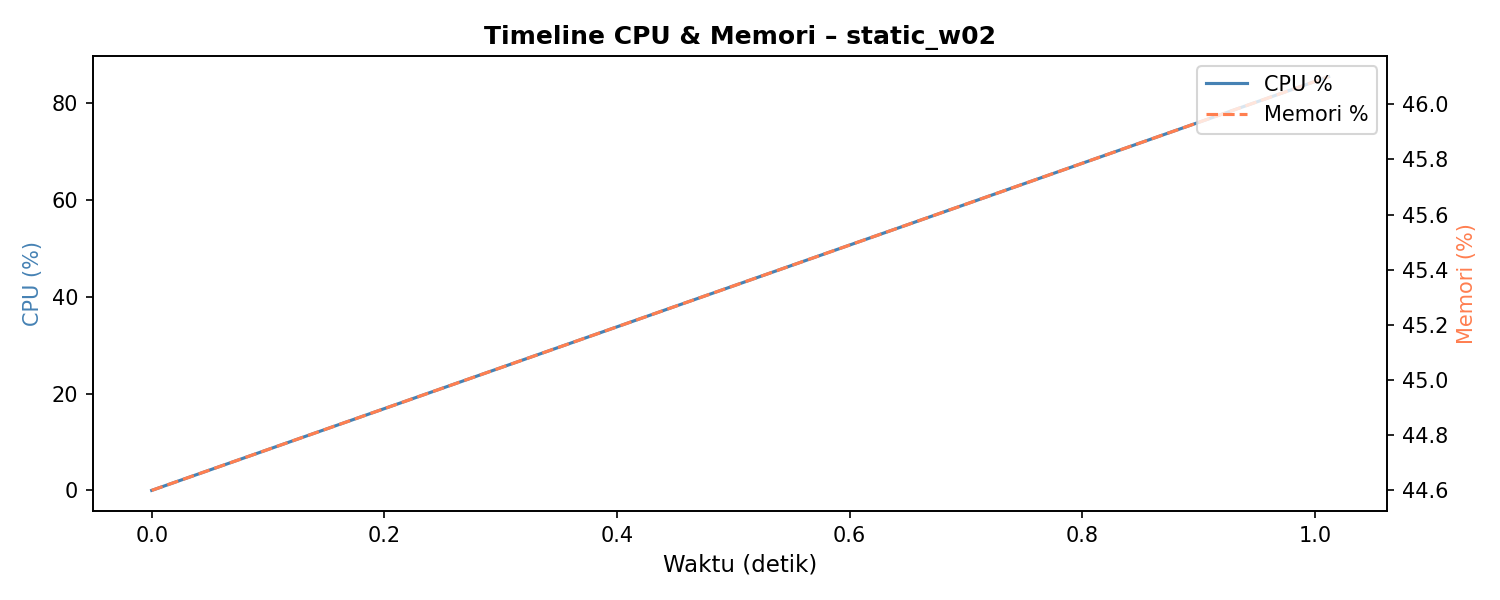 Timeline CPU & Memori – static_w02
CPU %
Memori %
80
60
40
20
0
CPU (%)
46.0
45.8
45.6
45.4
45.2
45.0
44.8
44.6
Memori (%)
0.0 0.2 0.4 0.6 0.8 1.0
Waktu (detik)